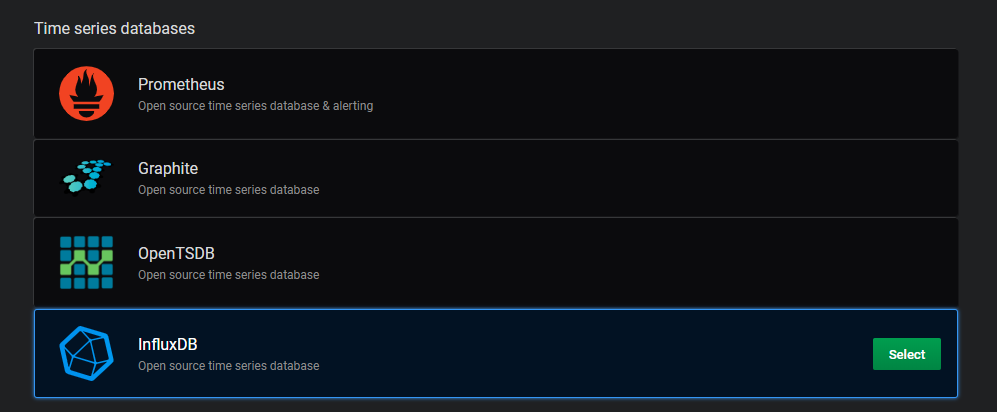 Time series databases
Prometheus
Open source time series database & alerting
Graphite
Open source time series database
OpenTSDB
Open source time series database
InfluxDB
Open source time series database
Select